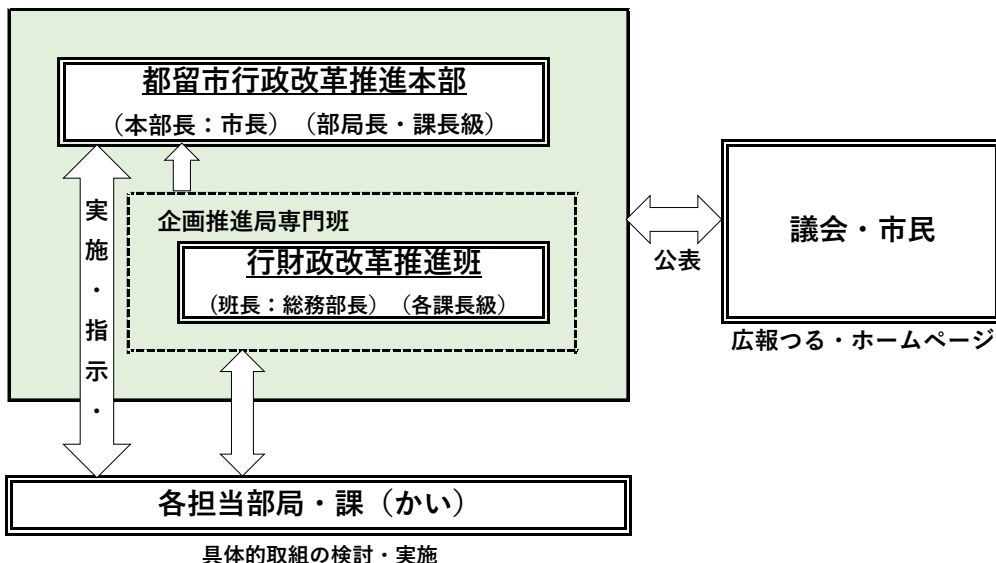 都留市行政改革推進本部
（本部長：市長）（部局長・課長級）
実施・指示・
企画推進局専門班
行財政改革推進班
（班長：総務部長）（各課長級）
公表
議会・市民
広報つる・ホームページ
各担当部局・課（かい）
具体的取組の検討・実施